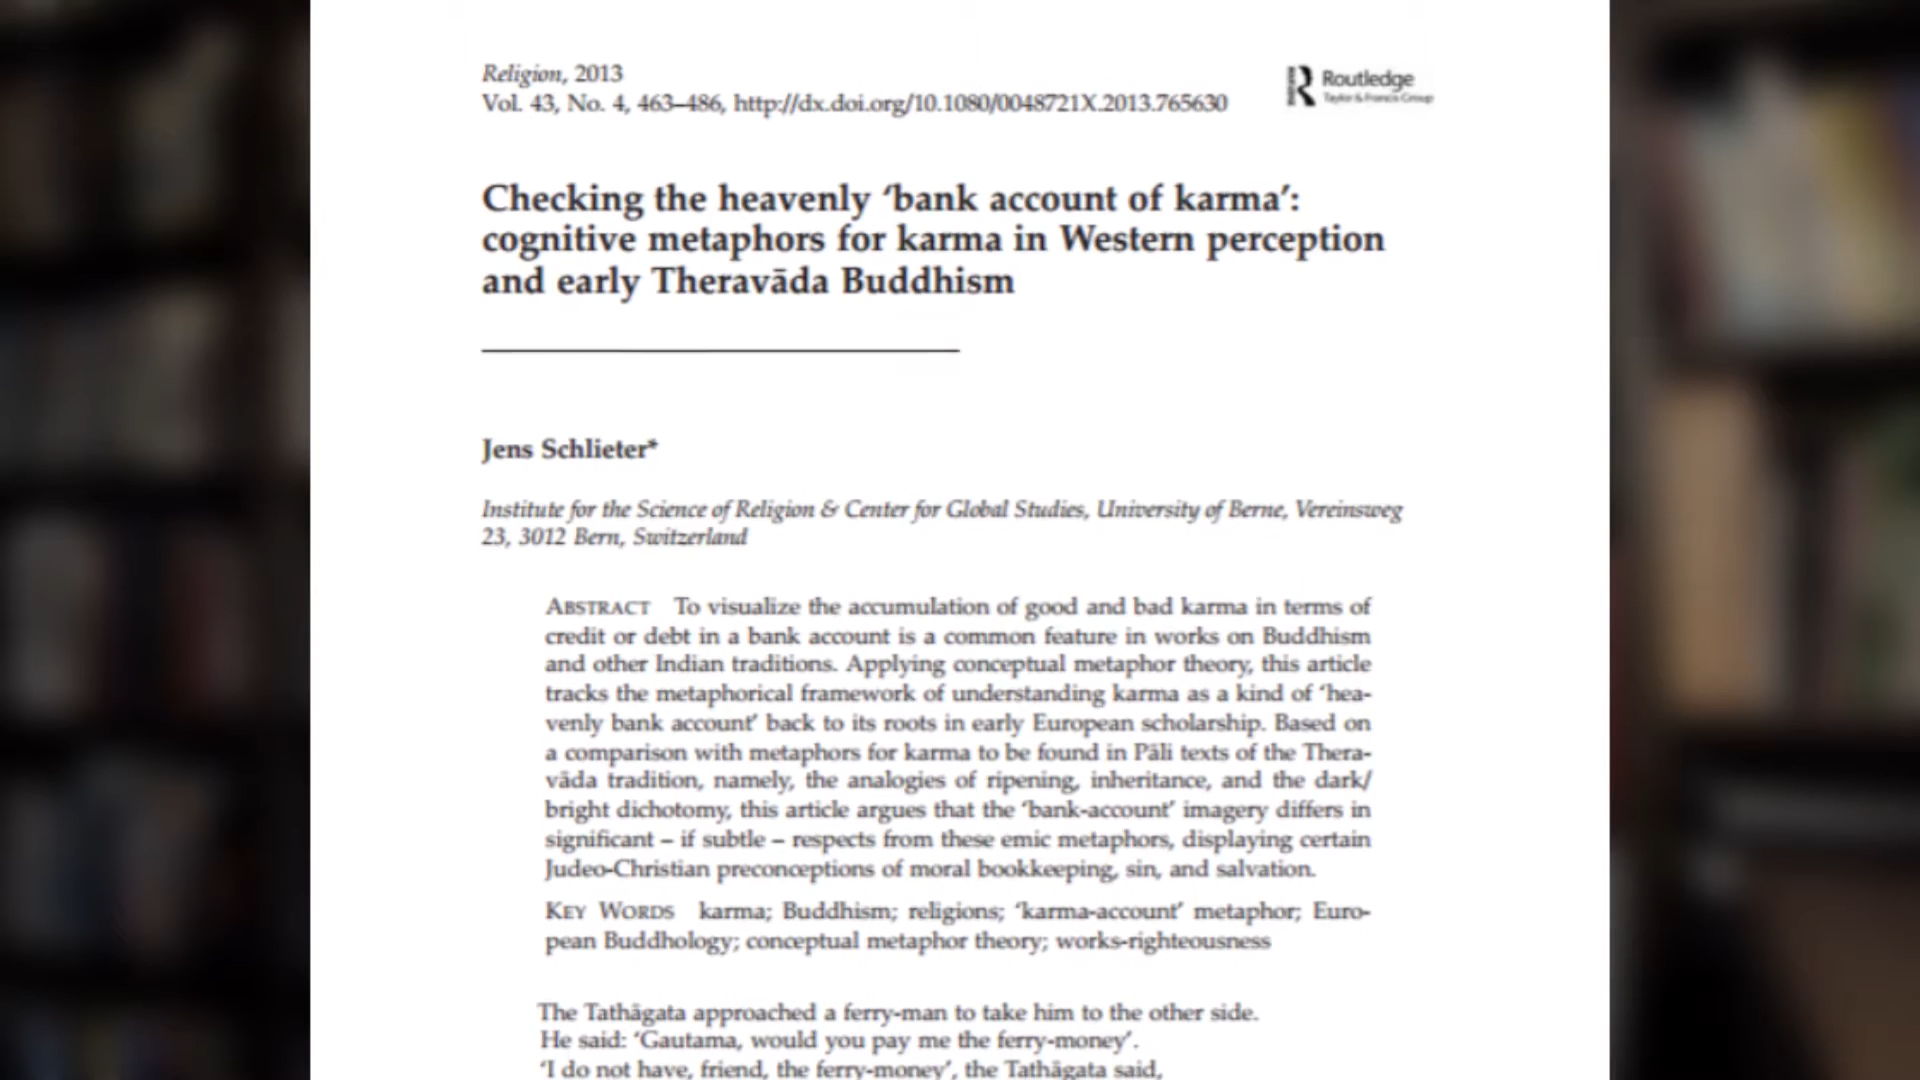 Religion, 2013
Vol. 43, No. 4, 463–486, http://dx.doi.org/10.1080/0048721X.2013.765630
Routledge
Taylor & Francis Group
Checking the heavenly ‘bank account of karma’:
cognitive metaphors for karma in Western perception
and early Theravāda Buddhism
Jens Schlieter*
Institute for the Science of Religion & Center for Global Studies, University of Berne, Vereinsweg
23, 3012 Bern, Switzerland
ABSTRACT To visualize the accumulation of good and bad karma in terms of
credit or debt in a bank account is a common feature in works on Buddhism
and other Indian traditions. Applying conceptual metaphor theory, this article
tracks the metaphorical framework of understanding karma as a kind of ‘hea-
venly bank account’ back to its roots in early European scholarship. Based on
a comparison with metaphors for karma to be found in Pāli texts of the Thera-
vāda tradition, namely, the analogies of ripening, inheritance, and the dark/
bright dichotomy, this article argues that the ‘bank-account’ imagery differs in
significant – if subtle – respects from these emic metaphors, displaying certain
Judeo-Christian preconceptions of moral bookkeeping, sin, and salvation.
KEY WORDS karma; Buddhism; religions; ‘karma-account’ metaphor; Euro-
pean Buddhology; conceptual metaphor theory; works-righteousness
The Tathāgata approached a ferry-man to take him to the other side.
He said: ‘Gautama, would you pay me the ferry-money’.
‘I do not have, friend, the ferry-money’, the Tathāgata said,